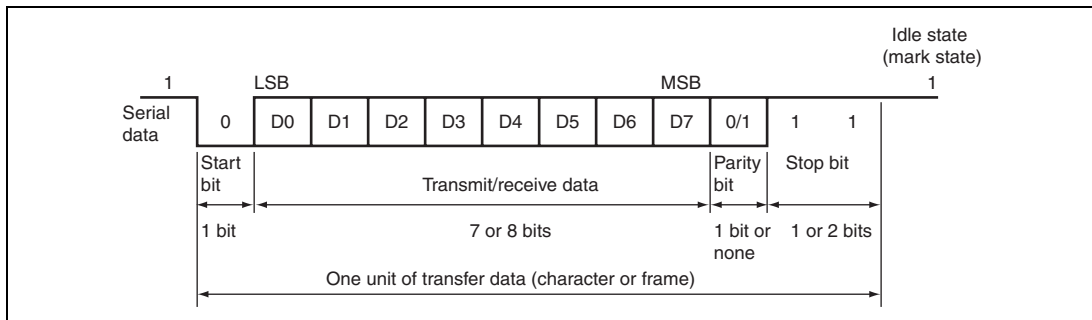 Idle state
(mark state)
1 LSB MSB 1
Serial
data
0 D0 D1 D2 D3 D4 D5 D6 D7 0/1 1 1
Start
bit
Transmit/receive data
Parity
bit
Stop bit
1 bit
7 or 8 bits
1 bit or
none
1 or 2 bits
One unit of transfer data (character or frame)